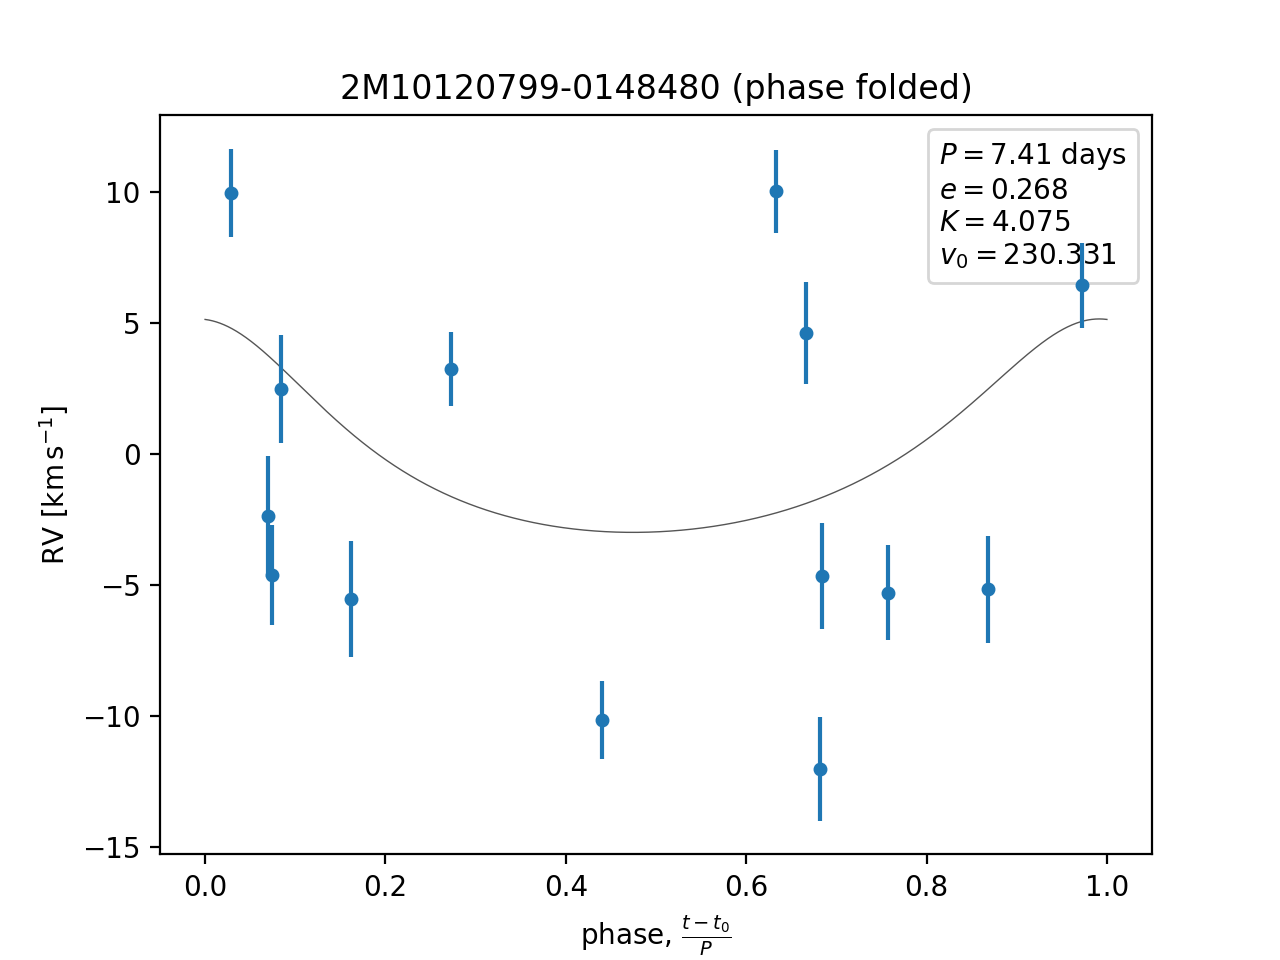 2M10120799-0148480 (phase folded)
P = 7.41 days
e = 0.268
K = 4.075
v₀ = 230.331
10
5
0
−5
−10
−15
RV [km s⁻¹]
0.0 0.2 0.4 0.6 0.8 1.0
phase, (t − t₀)/P